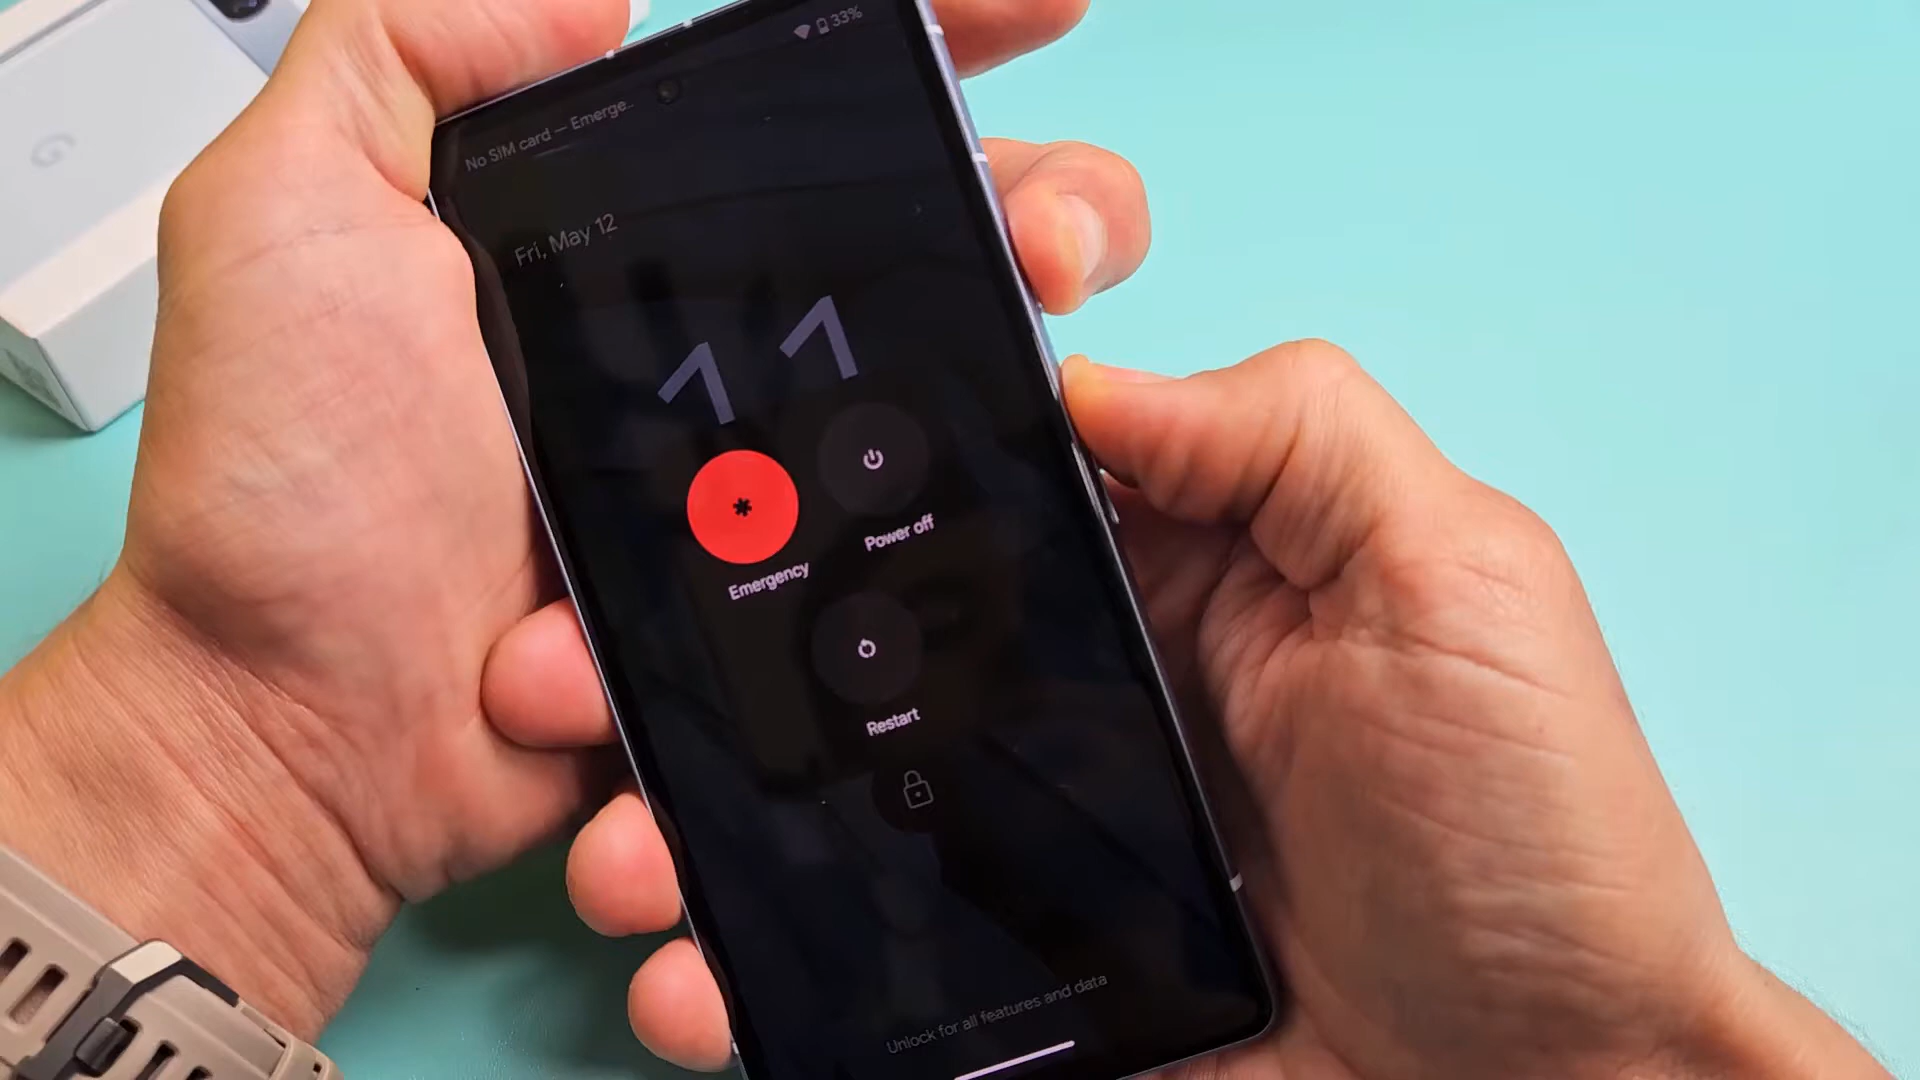 33%
No SIM card — Emerge..
Fri, May 12
11
Power off
Emergency
Restart
Unlock for all features and data
G